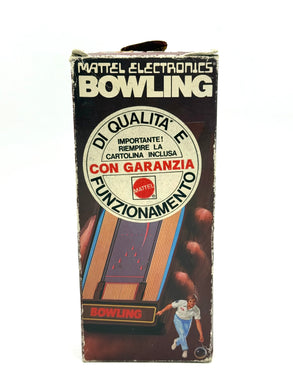 MATTEL ELECTRONICS
BOWLING
DI QUALITA' E
IMPORTANTE!
RIEMPIRE LA
CARTOLINA INCLUSA
CON GARANZIA
MATTEL
FUNZIONAMENTO
BOWLING